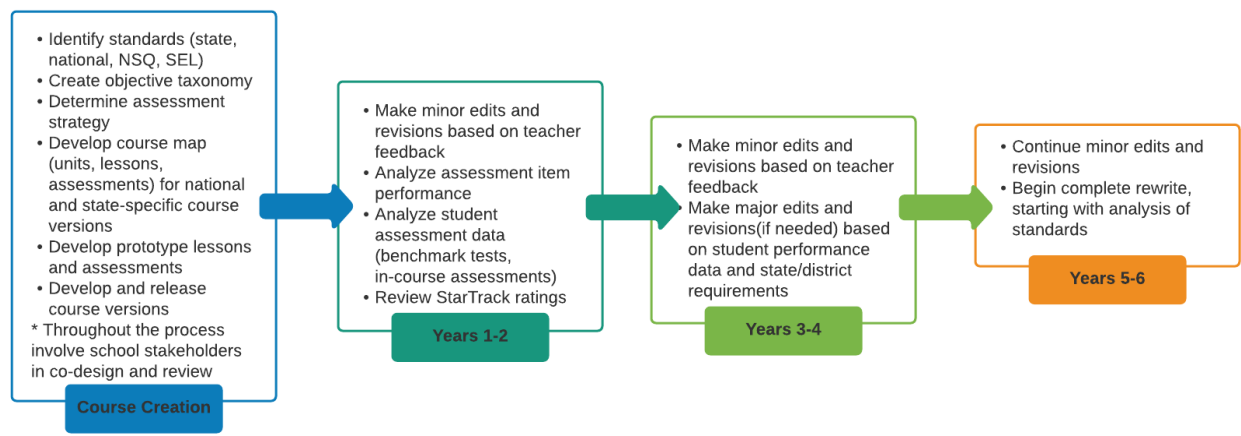 • Identify standards (state,
national, NSQ, SEL)
• Create objective taxonomy
• Determine assessment
strategy
• Develop course map
(units, lessons,
assessments) for national
and state-specific course
versions
• Develop prototype lessons
and assessments
• Develop and release
course versions
* Throughout the process
involve school stakeholders
in co-design and review
Course Creation
• Make minor edits and
revisions based on teacher
feedback
• Analyze assessment item
performance
• Analyze student
assessment data
(benchmark tests,
in-course assessments)
• Review StarTrack ratings
Years 1-2
• Make minor edits and
revisions based on teacher
feedback
• Make major edits and
revisions(if needed) based
on student performance
data and state/district
requirements
Years 3-4
• Continue minor edits and
revisions
• Begin complete rewrite,
starting with analysis of
standards
Years 5-6